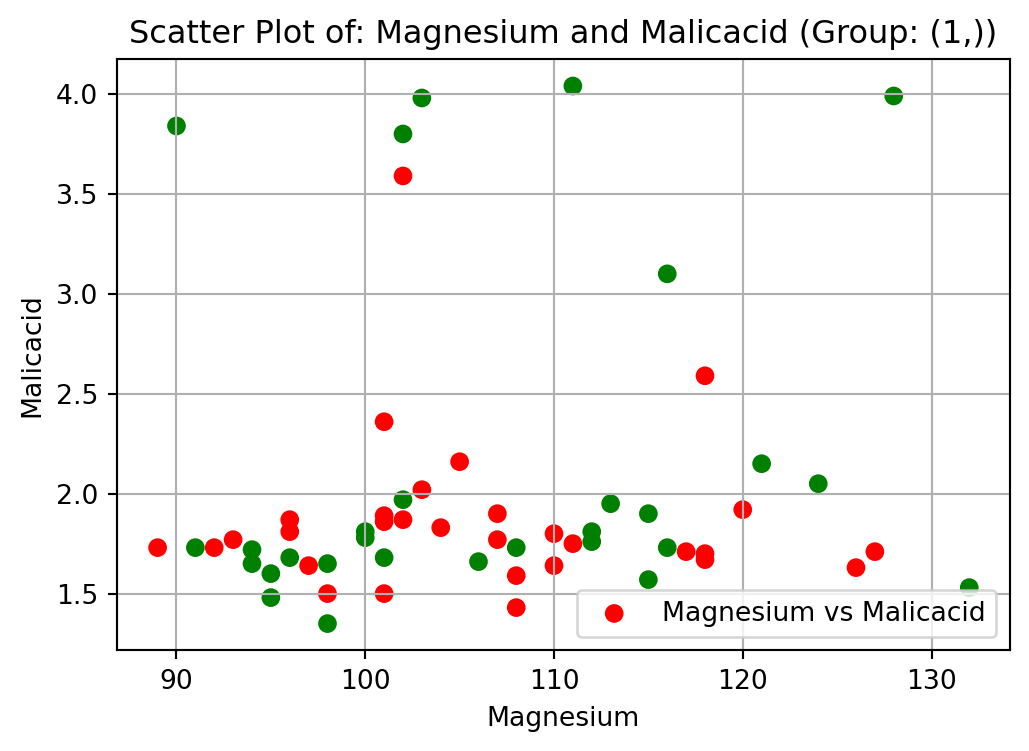 Scatter Plot of: Magnesium and Malicacid (Group: (1,))
4.0
3.5
3.0
2.5
2.0
1.5
Malicacid
Magnesium vs Malicacid
90 100 110 120 130
Magnesium